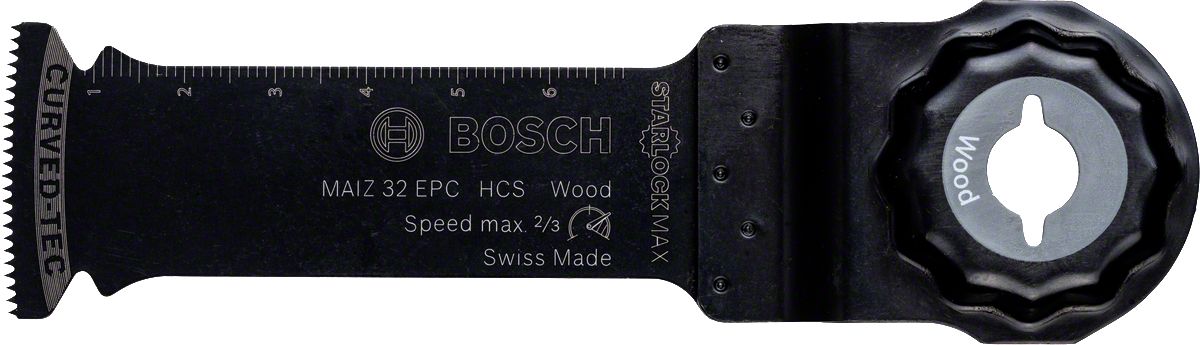 CURVED-TEC
1 2 3 4 5 6
BOSCH
MAIZ 32 EPC HCS Wood
Speed max. 2/3
Swiss Made
STARLOCK MAX
Wood